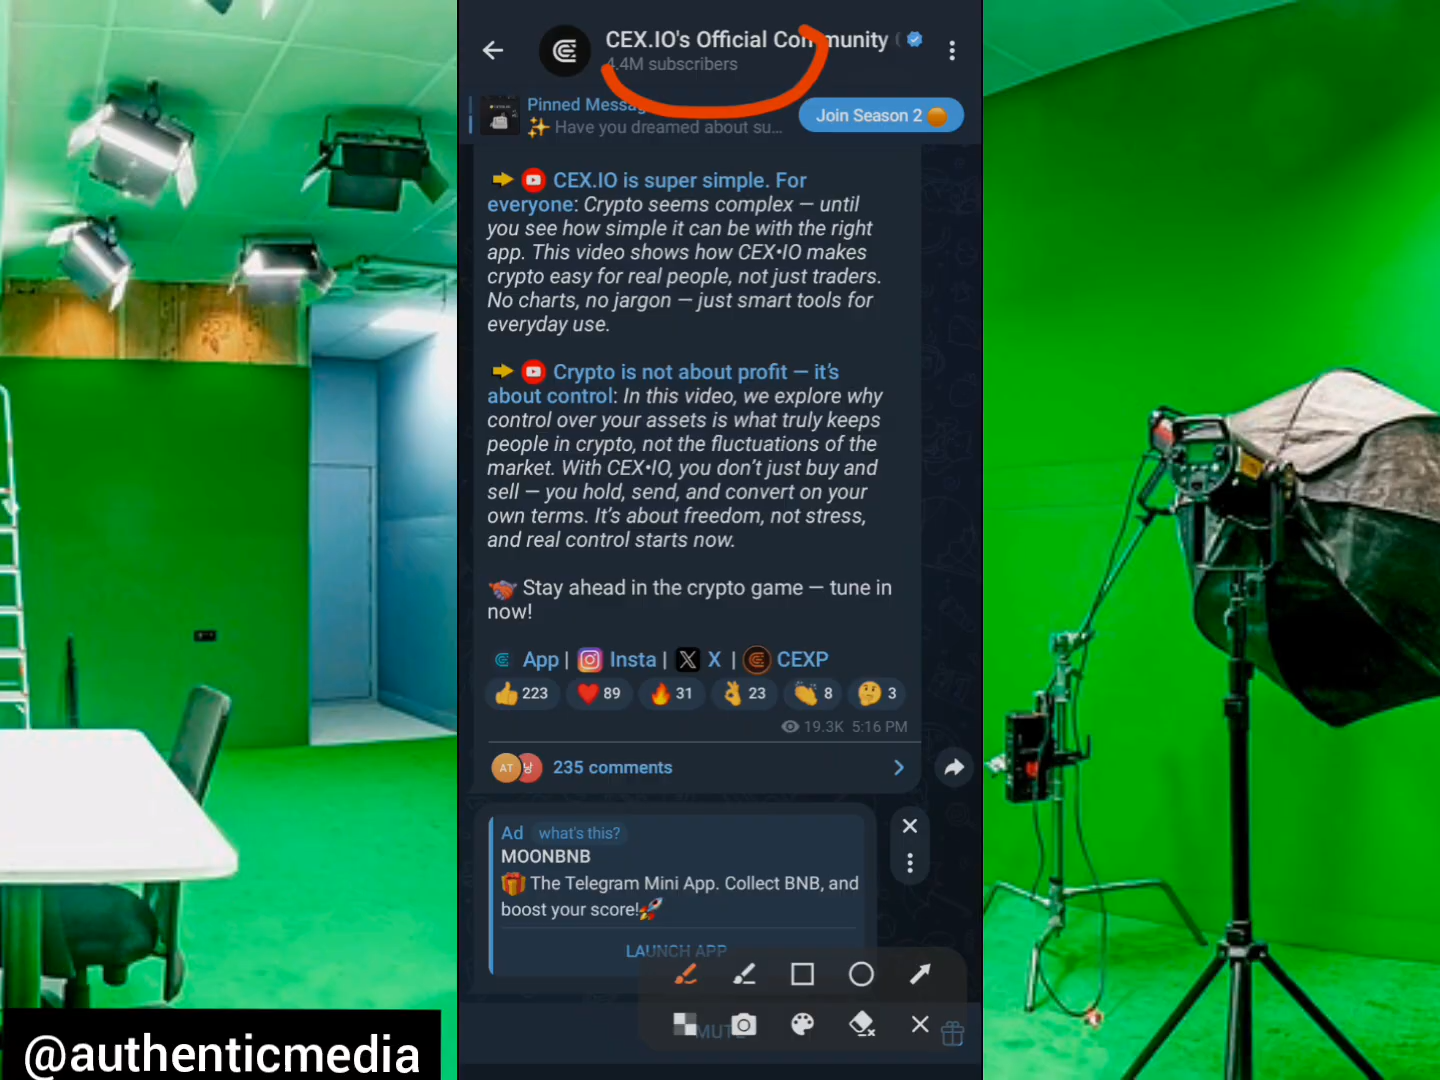 CEX.IO's Official Community
4.4M subscribers
Pinned Messag
Have you dreamed about su...
Join Season 2
CEX.IO is super simple. For
everyone: Crypto seems complex — until
you see how simple it can be with the right
app. This video shows how CEX•IO makes
crypto easy for real people, not just traders.
No charts, no jargon — just smart tools for
everyday use.
Crypto is not about profit — it's
about control: In this video, we explore why
control over your assets is what truly keeps
people in crypto, not the fluctuations of the
market. With CEX•IO, you don't just buy and
sell — you hold, send, and convert on your
own terms. It's about freedom, not stress,
and real control starts now.
Stay ahead in the crypto game — tune in
now!
App | Insta | X | CEXP
223 89 31 23 8 3
19.3K 5:16 PM
AT 낭 235 comments
Ad what's this?
MOONBNB
The Telegram Mini App. Collect BNB, and
boost your score!
LAUNCH APP
MUTE
@authenticmedia